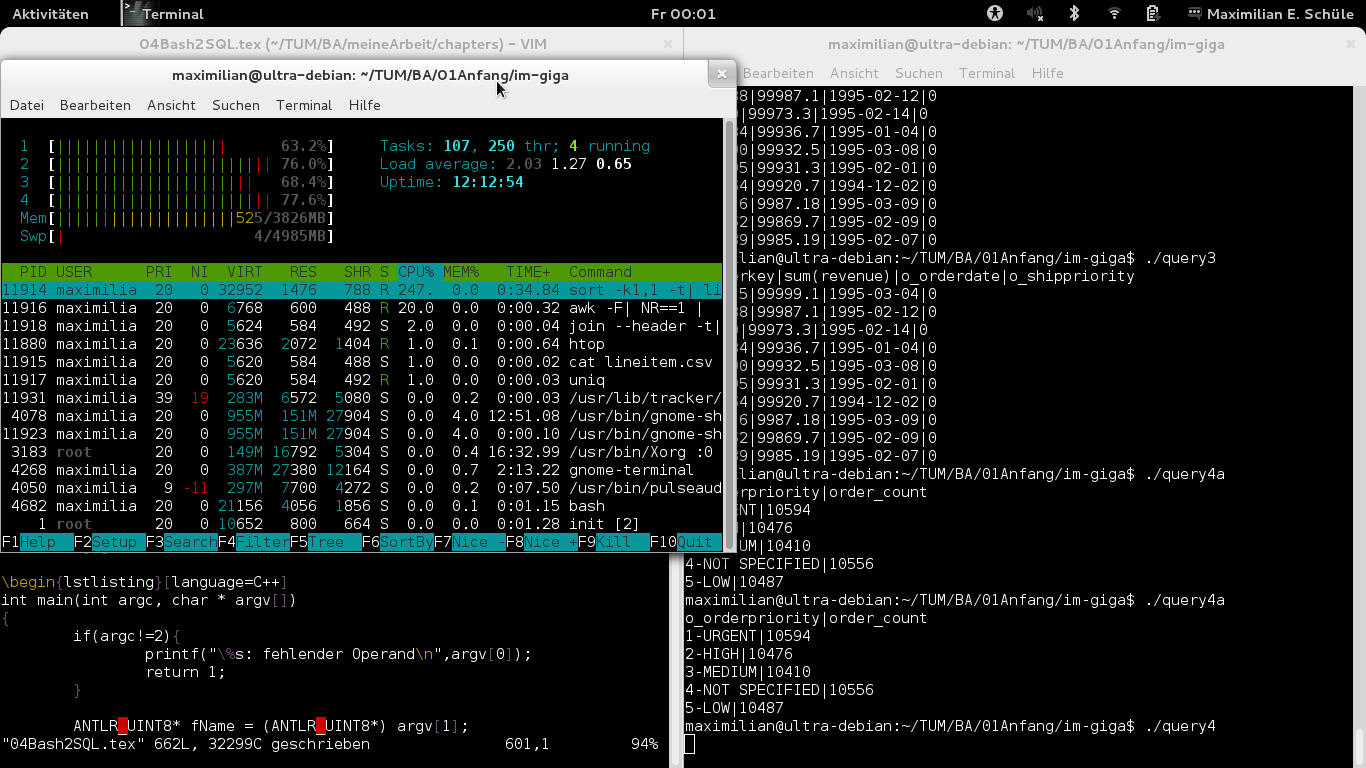 Aktivitäten
Terminal
Fr 00:01
Maximilian E. Schüle
04Bash2SQL.tex (~/TUM/BA/meineArbeit/chapters) - VIM
maximilian@ultra-debian: ~/TUM/BA/01Anfang/im-giga
maximilian@ultra-debian: ~/TUM/BA/01Anfang/im-giga
Datei Bearbeiten Ansicht Suchen Terminal Hilfe
1 [|||||||||||||||||||| 63.2%]
2 [|||||||||||||||||||||||| 76.0%]
3 [||||||||||||||||||||| 68.4%]
4 [|||||||||||||||||||||||| 77.6%]
Mem[||||||||||||||||||||525/3826MB]
Swp[| 4/4985MB]
Tasks: 107, 250 thr; 4 running
Load average: 2.03 1.27 0.65
Uptime: 12:12:54
PID USER PRI NI VIRT RES SHR S CPU% MEM% TIME+ Command
11914 maximilia 20 0 32952 1476 788 R 247. 0.0 0:34.84 sort -k1,1 -t| li
11916 maximilia 20 0 6768 600 488 R 20.0 0.0 0:00.32 awk -F| NR==1 |
11918 maximilia 20 0 5624 584 492 S 2.0 0.0 0:00.04 join --header -t|
11880 maximilia 20 0 23636 2072 1404 R 1.0 0.1 0:00.64 htop
11915 maximilia 20 0 5620 584 488 S 1.0 0.0 0:00.02 cat lineitem.csv
11917 maximilia 20 0 5620 584 492 R 1.0 0.0 0:00.03 uniq
11931 maximilia 39 19 283M 6572 5080 S 0.0 0.2 0:00.03 /usr/lib/tracker/
4078 maximilia 20 0 955M 151M 27904 S 0.0 4.0 12:51.08 /usr/bin/gnome-sh
11923 maximilia 20 0 955M 151M 27904 S 0.0 4.0 0:00.10 /usr/bin/gnome-sh
3183 root 20 0 149M 16792 5304 S 0.0 0.4 16:32.99 /usr/bin/Xorg :0
4268 maximilia 20 0 387M 27380 12164 S 0.0 0.7 2:13.22 gnome-terminal
4050 maximilia 9 -11 297M 7700 4272 S 0.0 0.2 0:07.50 /usr/bin/pulseaud
4682 maximilia 20 0 21156 4056 1856 S 0.0 0.1 0:01.15 bash
1 root 20 0 10652 800 664 S 0.0 0.0 0:01.28 init [2]
F1Help F2Setup F3SearchF4FilterF5Tree F6SortByF7Nice -F8Nice +F9Kill F10Quit
\begin{lstlisting}[language=C++]
int main(int argc, char * argv[])
{
if(argc!=2){
printf("\%s: fehlender Operand\n",argv[0]);
return 1;
}
ANTLR_UINT8* fName = (ANTLR_UINT8*) argv[1];
"04Bash2SQL.tex" 662L, 32299C geschrieben 601,1 94%
Bearbeiten Ansicht Suchen Terminal Hilfe
8|99987.1|1995-02-12|0
|99973.3|1995-02-14|0
4|99936.7|1995-01-04|0
0|99932.5|1995-03-08|0
5|99931.3|1995-02-01|0
4|99920.7|1994-12-02|0
6|9987.18|1995-03-09|0
2|99869.7|1995-02-09|0
9|9985.19|1995-02-07|0
ilian@ultra-debian:~/TUM/BA/01Anfang/im-giga$ ./query3
erkey|sum(revenue)|o_orderdate|o_shippriority
5|99999.1|1995-03-04|0
8|99987.1|1995-02-12|0
|99973.3|1995-02-14|0
4|99936.7|1995-01-04|0
0|99932.5|1995-03-08|0
5|99931.3|1995-02-01|0
4|99920.7|1994-12-02|0
6|9987.18|1995-03-09|0
2|99869.7|1995-02-09|0
9|9985.19|1995-02-07|0
ilian@ultra-debian:~/TUM/BA/01Anfang/im-giga$ ./query4a
erpriority|order_count
ENT|10594
|10476
UM|10410
4-NOT SPECIFIED|10556
5-LOW|10487
maximilian@ultra-debian:~/TUM/BA/01Anfang/im-giga$ ./query4a
o_orderpriority|order_count
1-URGENT|10594
2-HIGH|10476
3-MEDIUM|10410
4-NOT SPECIFIED|10556
5-LOW|10487
maximilian@ultra-debian:~/TUM/BA/01Anfang/im-giga$ ./query4